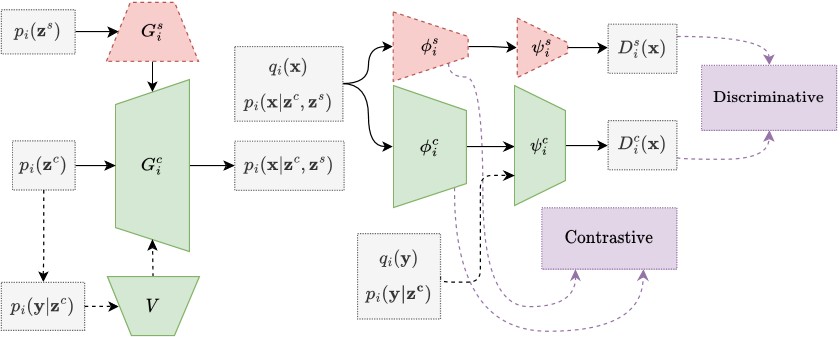 p_i(z^s)
G_i^s
p_i(z^c)
G_i^c
p_i(x|z^c, z^s)
p_i(y|z^c)
V
q_i(x)
p_i(x|z^c, z^s)
ϕ_i^s
ψ_i^s
D_i^s(x)
Discriminative
ϕ_i^c
ψ_i^c
D_i^c(x)
Contrastive
q_i(y)
p_i(y|z^c)